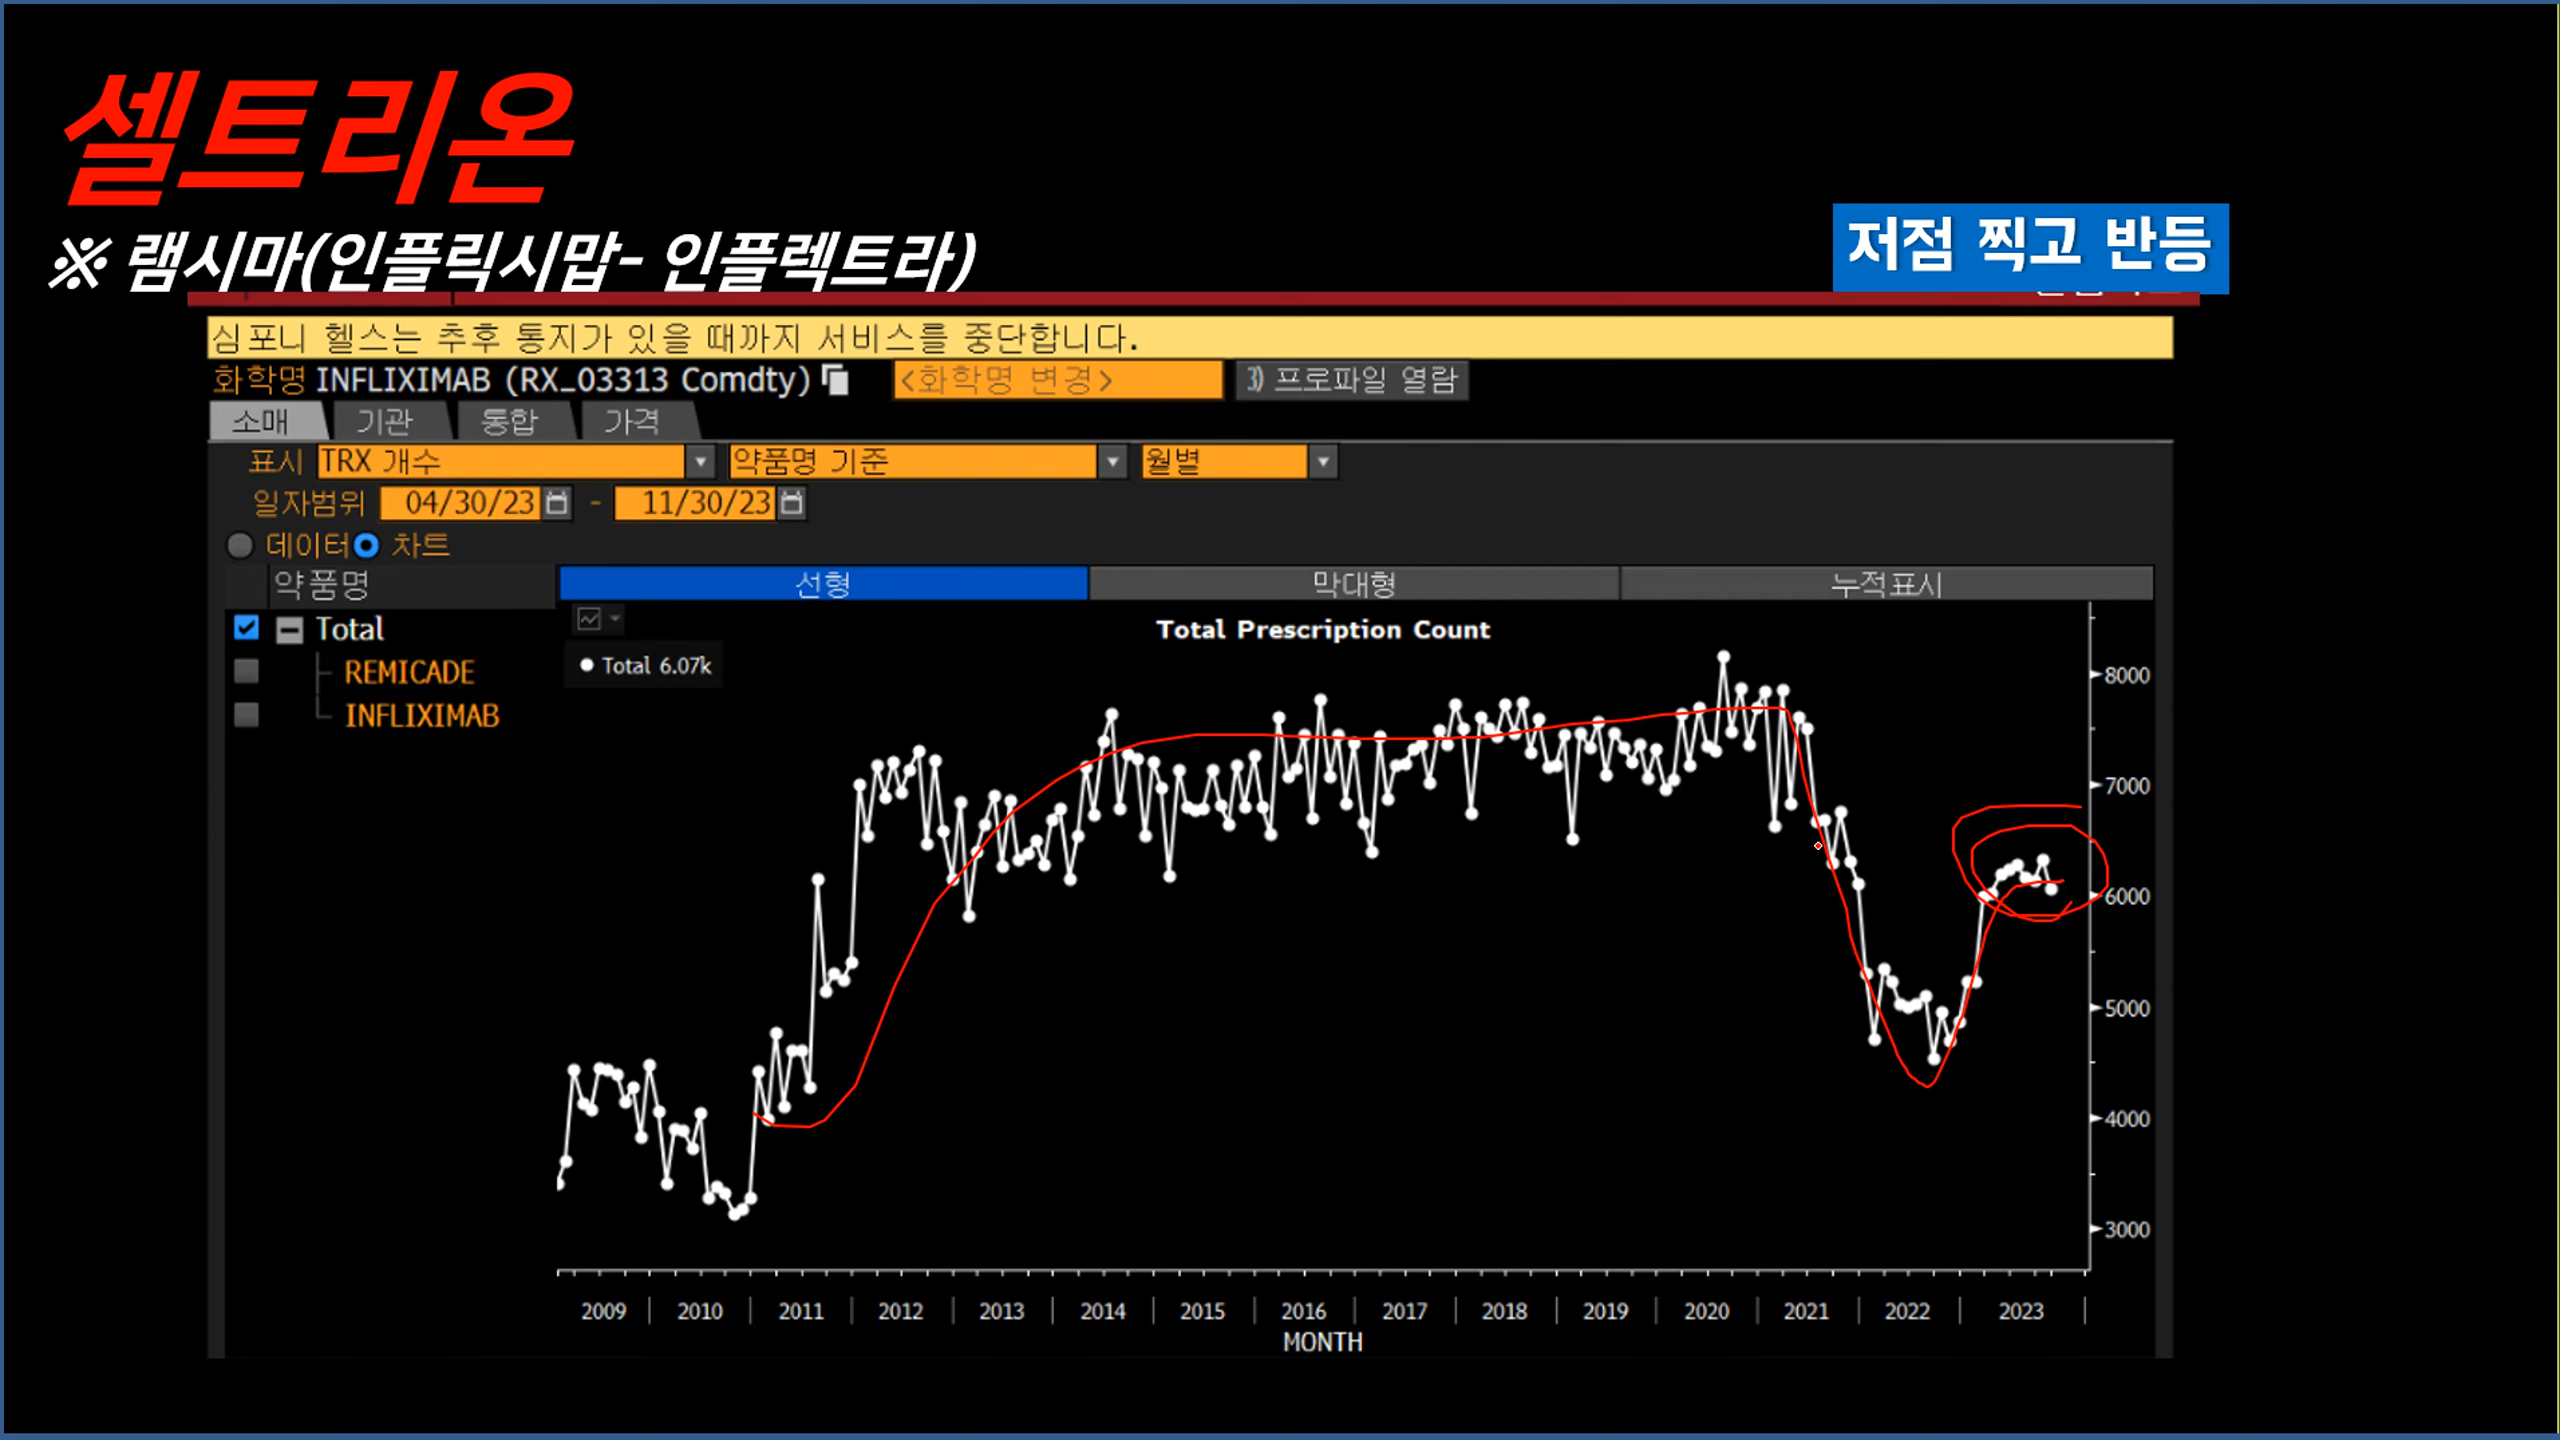 셀트리온
※ 램시마(인플릭시맙- 인플렉트라)
저점 찍고 반등
심포니 헬스는 추후 통지가 있을 때까지 서비스를 중단합니다.
화학명 INFLIXIMAB (RX_03313 Comdty) <화학명 변경> 3) 프로파일 열람
소매 기관 통합 가격
표시 TRX 개수 약품명 기준 월별
일자범위 04/30/23 - 11/30/23
데이터 차트
약품명 선형 막대형 누적표시
Total
REMICADE
INFLIXIMAB
Total Prescription Count
Total 6.07k
8000
7000
6000
5000
4000
3000
2009 2010 2011 2012 2013 2014 2015 2016 2017 2018 2019 2020 2021 2022 2023
MONTH